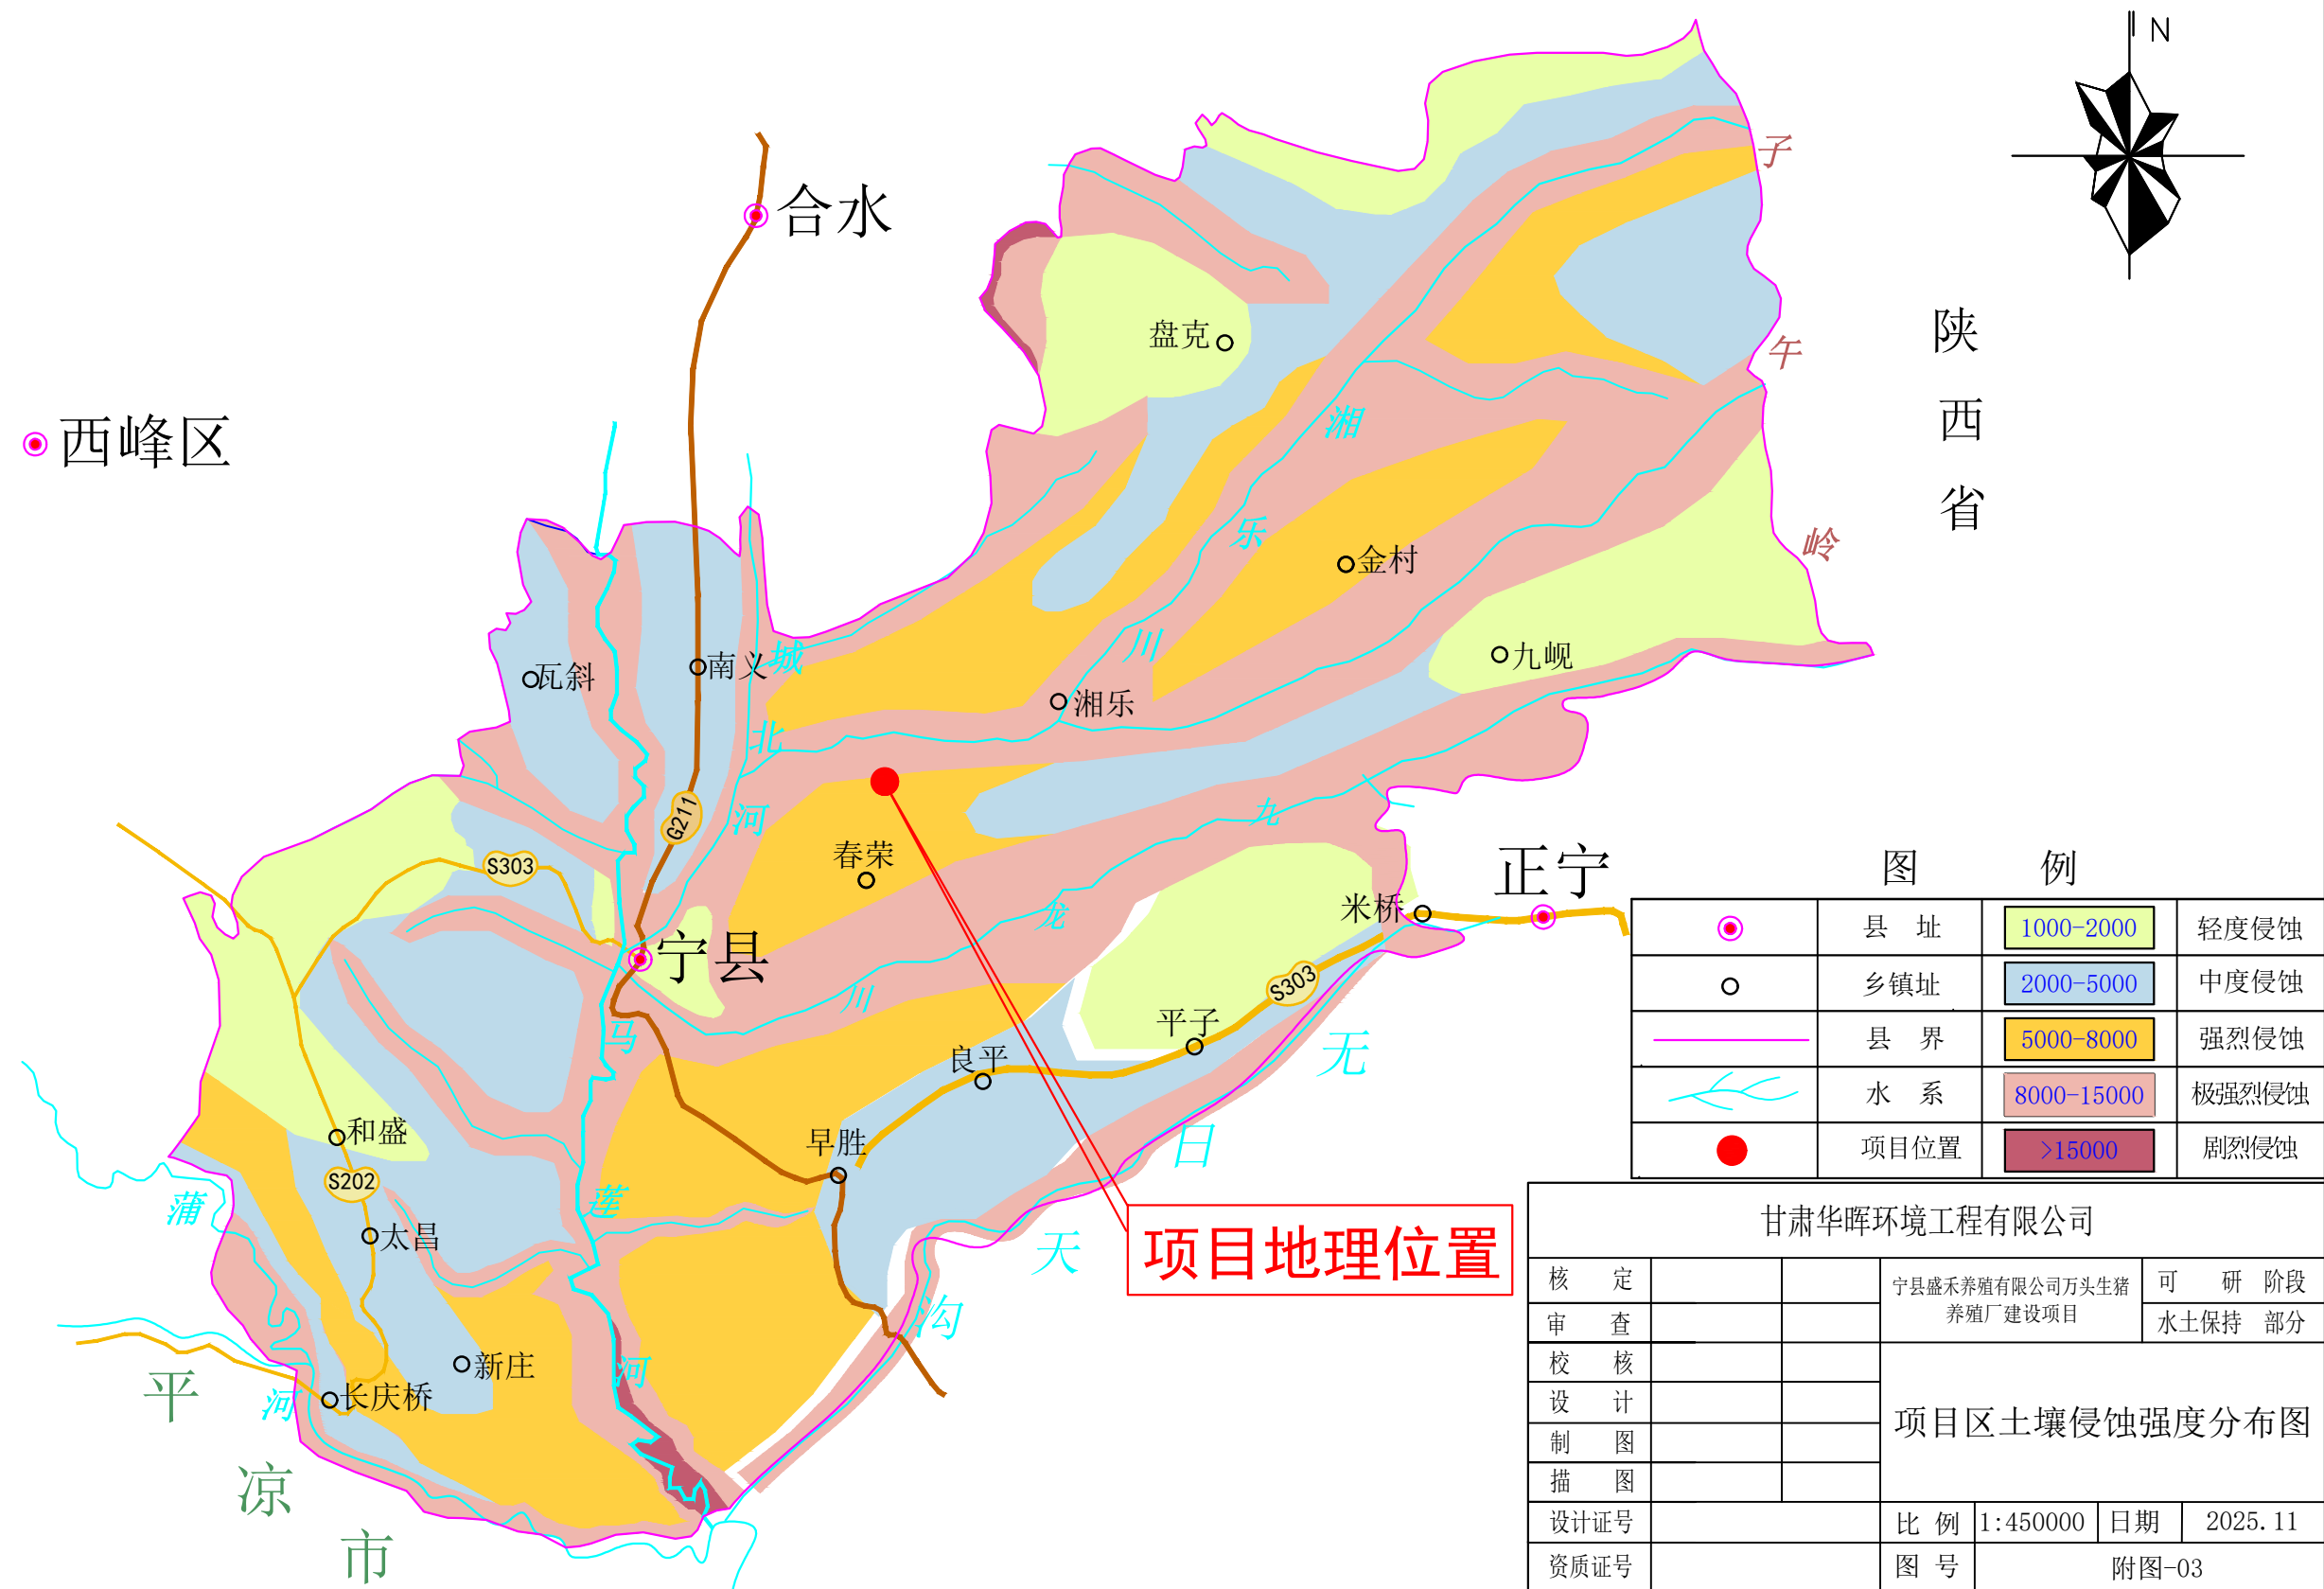 N
子
合水
陕
西
省
盘克
午
湘
西峰区
乐
岭
金村
川
城
南义
九岘
瓦斜
湘乐
北
河
九
G211
春荣
S303
正宁
米桥
龙
宁县
川
S303
马
平子
无
良平
和盛
早胜
日
S202
蒲
莲
太昌
天
项目地理位置
沟
新庄
河
长庆桥
河
平
凉
市
图 例
县 址 1000-2000 轻度侵蚀
乡镇址 2000-5000 中度侵蚀
县 界 5000-8000 强烈侵蚀
水 系 8000-15000 极强烈侵蚀
项目位置 >15000 剧烈侵蚀
甘肃华晖环境工程有限公司
核 定
宁县盛禾养殖有限公司万头生猪
养殖厂建设项目
可 研 阶段
审 查
水土保持 部分
校 核
设 计
项目区土壤侵蚀强度分布图
制 图
描 图
设计证号 比 例 1:450000 日期 2025.11
资质证号 图 号 附图-03